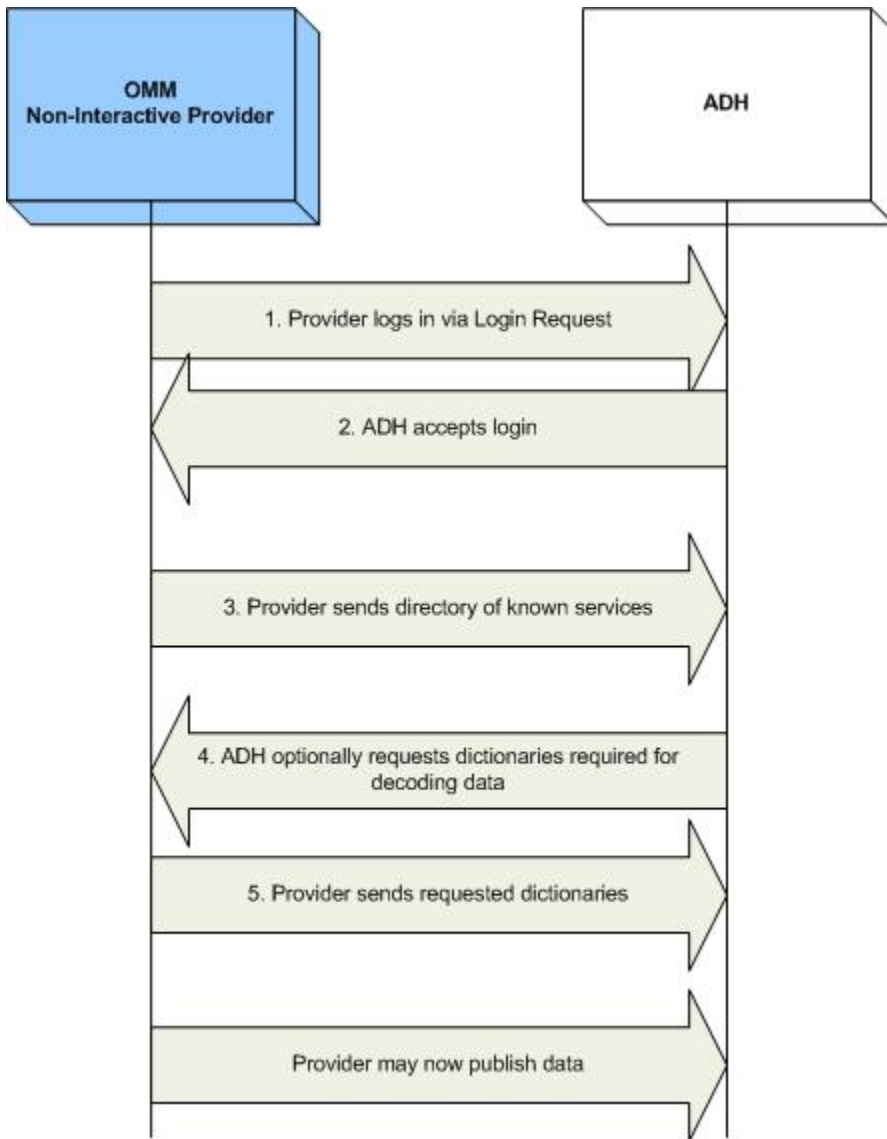 OMM
Non-Interactive Provider
ADH
1. Provider logs in via Login Request
2. ADH accepts login
3. Provider sends directory of known services
4. ADH optionally requests dictionaries required for
decoding data
5. Provider sends requested dictionaries
Provider may now publish data